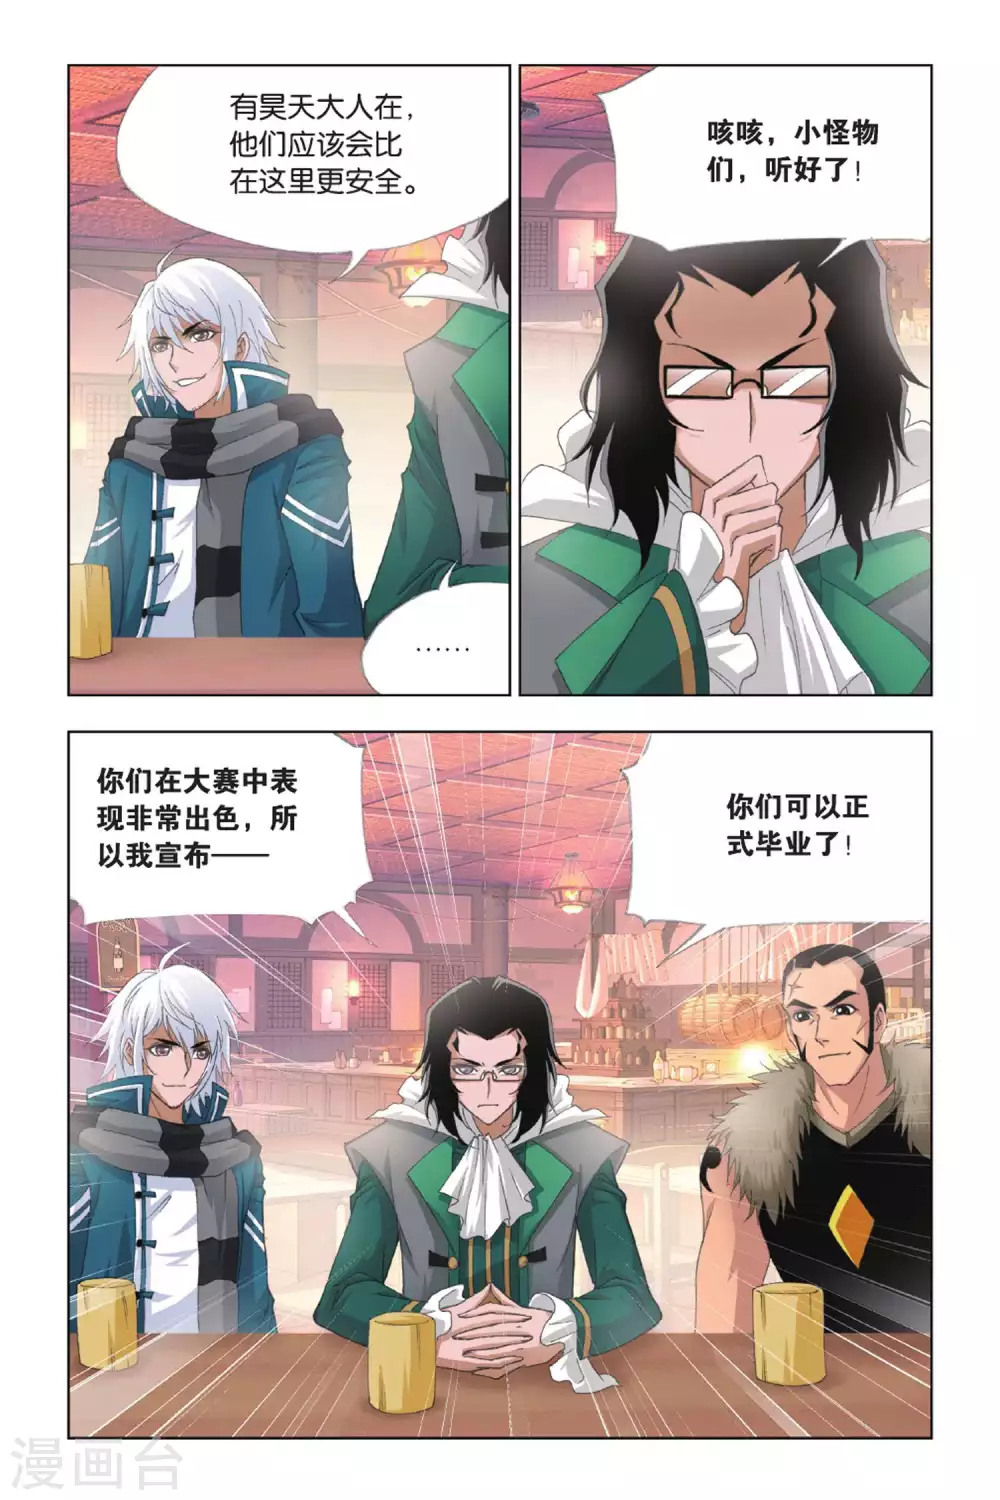 有昊天大人在，
他们应该会比
在这里更安全。
……
咳咳，小怪物
们，听好了！
你们在大赛中表
现非常出色，所
以我宣布——
你们可以正
式毕业了！
漫画台